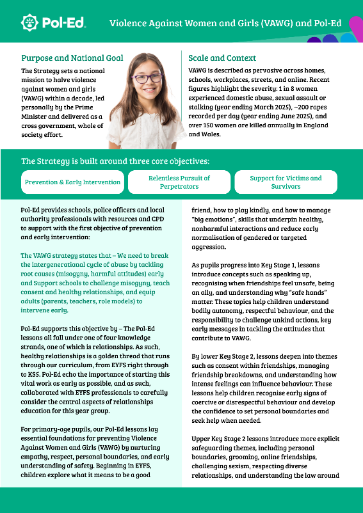 Pol-Ed.
Violence Against Women and Girls (VAWG) and Pol-Ed
Purpose and National Goal
The Strategy sets a national
mission to halve violence
against women and girls
(VAWG) within a decade, led
personally by the Prime
Minister and delivered as a
cross government, whole of
society effort.
Scale and Context
VAWG is described as pervasive across homes,
schools, workplaces, streets, and online. Recent
figures highlight the severity: 1 in 8 women
experienced domestic abuse, sexual assault or
stalking (year ending March 2025), ~200 rapes
recorded per day (year ending June 2025), and
over 150 women are killed annually in England
and Wales.
The Strategy is built around three core objectives:
Prevention & Early Intervention
Relentless Pursuit of
Perpetrators
Support for Victims and
Survivors
Pol-Ed provides schools, police officers and local
authority professionals with resources and CPD
to support with the first objective of prevention
and early intervention:
The VAWG strategy states that – We need to break
the intergenerational cycle of abuse by tackling
root causes (misogyny, harmful attitudes) early
and Support schools to challenge misogyny, teach
consent and healthy relationships, and equip
adults (parents, teachers, role models) to
intervene early.
Pol-Ed supports this objective by – The Pol-Ed
lessons all fall under one of four knowledge
strands, one of which is relationships. As such,
healthy relationships is a golden thread that runs
through our curriculum, from EYFS right through
to KS5. Pol-Ed echo the importance of starting this
vital work as early as possible, and as such,
collaborated with EYFS professionals to carefully
consider the central aspects of relationships
education for this year group.
For primary-age pupils, our Pol-Ed lessons lay
essential foundations for preventing Violence
Against Women and Girls (VAWG) by nurturing
empathy, respect, personal boundaries, and early
understanding of safety. Beginning in EYFS,
children explore what it means to be a good
friend, how to play kindly, and how to manage
"big emotions", skills that underpin healthy,
nonharmful interactions and reduce early
normalisation of gendered or targeted
aggression.
As pupils progress into Key Stage 1, lessons
introduce concepts such as speaking up,
recognising when friendships feel unsafe, being
an ally, and understanding why "safe hands"
matter. These topics help children understand
bodily autonomy, respectful behaviour, and the
responsibility to challenge unkind actions, key
early messages in tackling the attitudes that
contribute to VAWG.
By lower Key Stage 2, lessons deepen into themes
such as consent within friendships, managing
friendship breakdowns, and understanding how
intense feelings can influence behaviour. These
lessons help children recognise early signs of
coercive or disrespectful behaviour and develop
the confidence to set personal boundaries and
seek help when needed.
Upper Key Stage 2 lessons introduce more explicit
safeguarding themes, including personal
boundaries, grooming, online friendships,
challenging sexism, respecting diverse
relationships, and understanding the law around